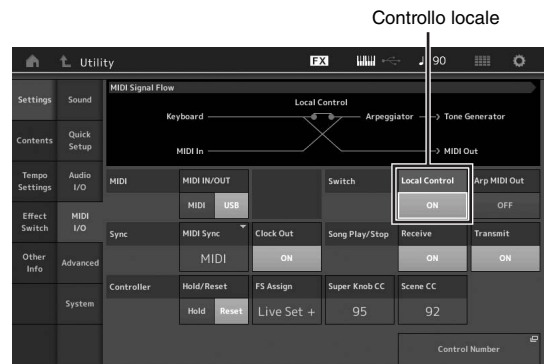 Controllo locale
Utility FX 90
MIDI Signal Flow
Settings Sound
Local Control
Keyboard Arpeggiator Tone Generator
MIDI In MIDI Out
Contents Quick Setup
Tempo Settings Audio I/O
MIDI MIDI IN/OUT Switch Local Control Arp MIDI Out
MIDI USB ON OFF
Effect Switch MIDI I/O
Sync MIDI Sync Clock Out Song Play/Stop Receive Transmit
MIDI ON ON ON
Other Info Advanced
Controller Hold/Reset FS Assign Super Knob CC Scene CC
Hold Reset Live Set + 95 92
System
Control Number